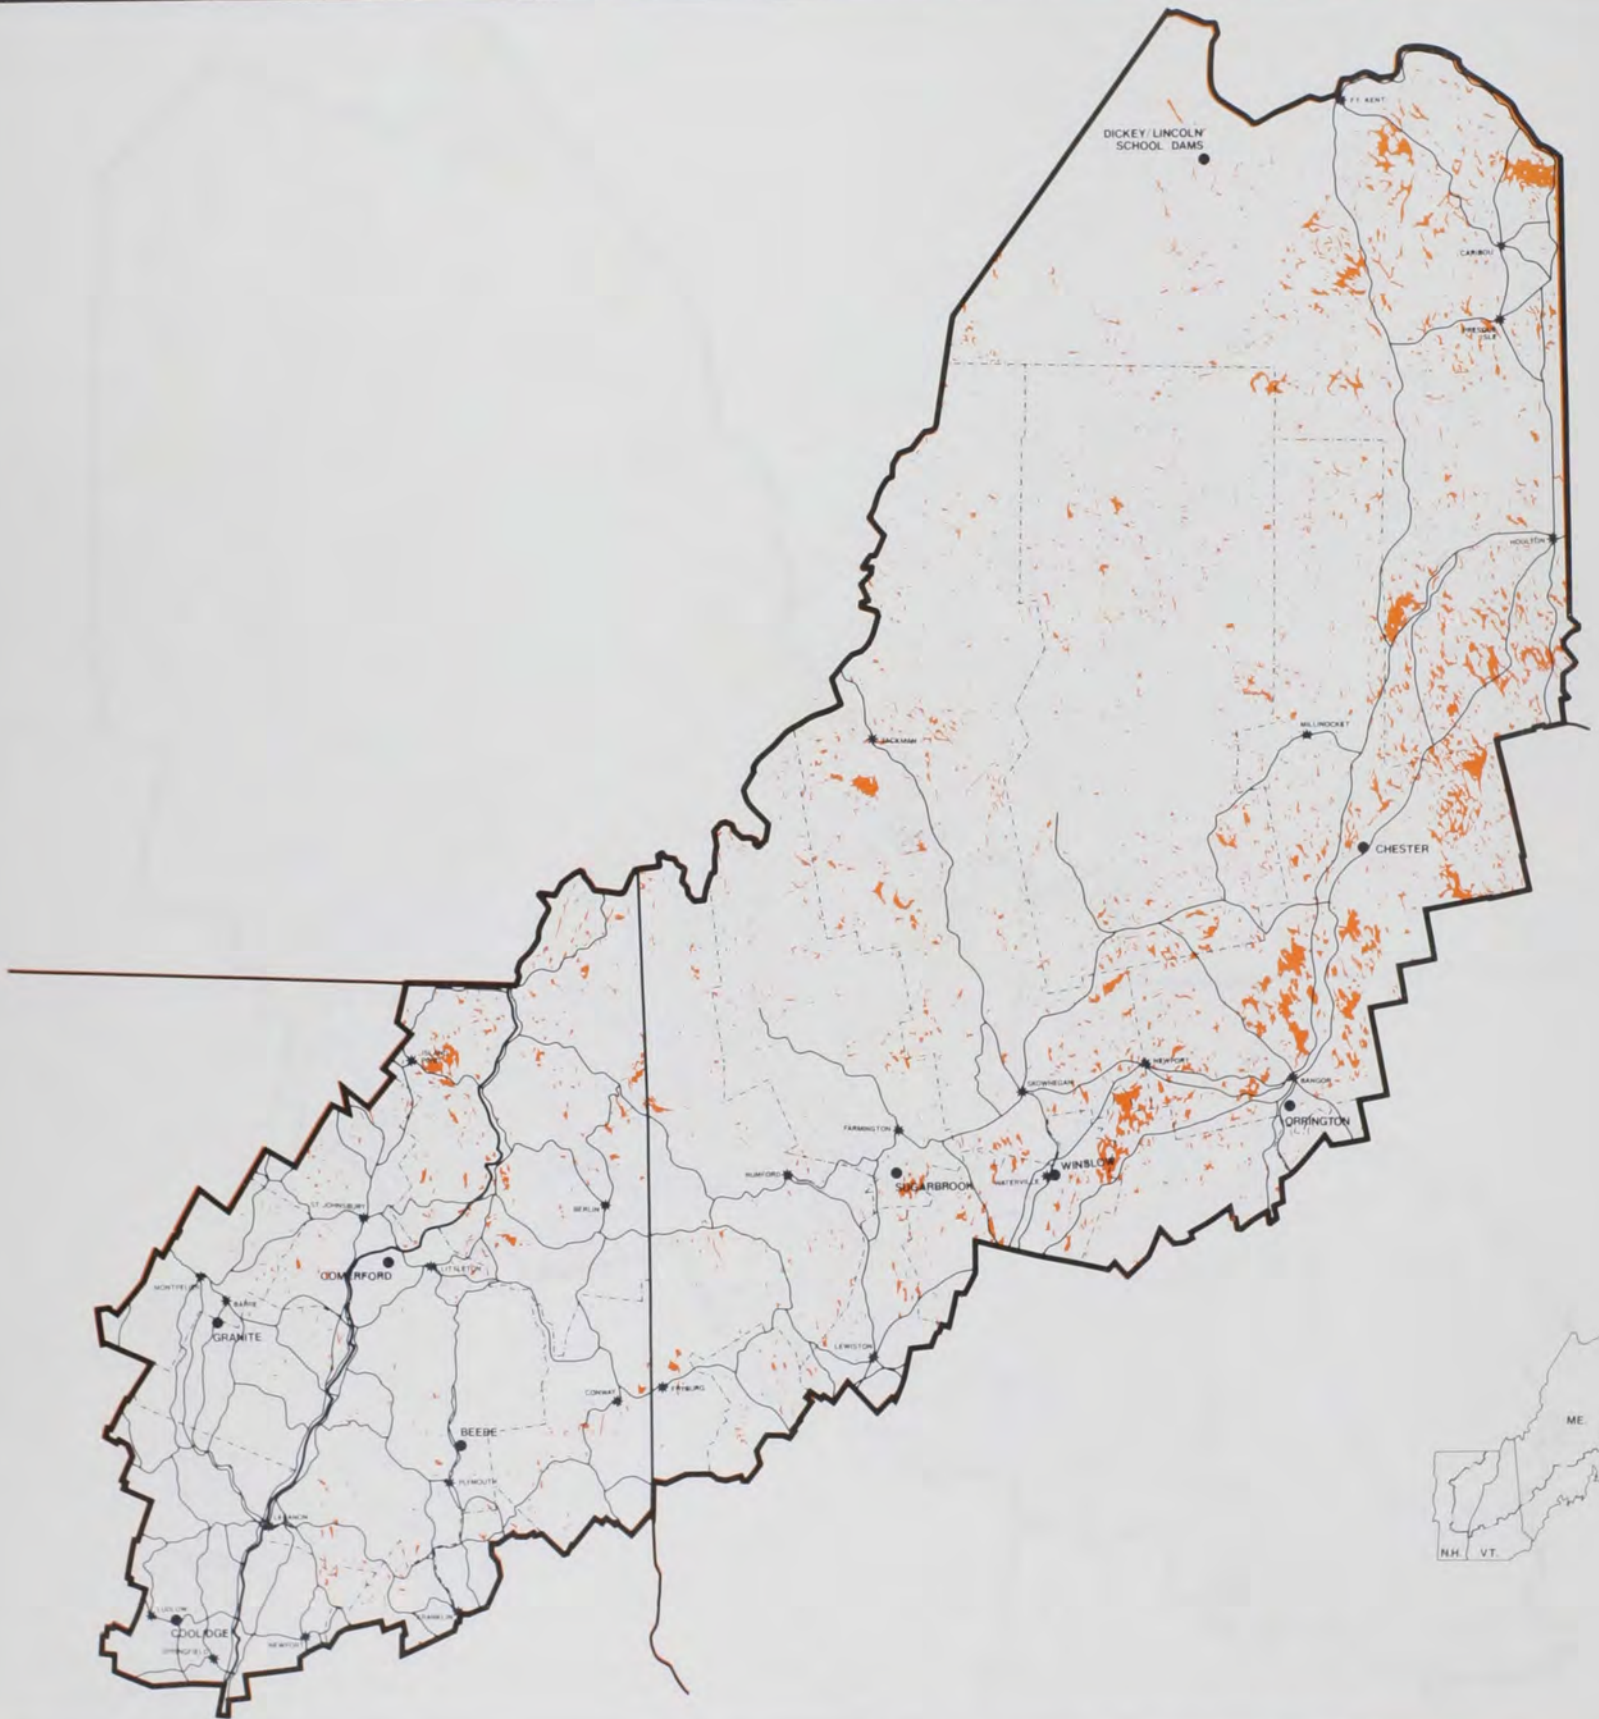 FT. KENT
DICKEY/LINCOLN
SCHOOL DAMS
CARIBOU
PRESQUE
ISLE
HOULTON
MILLINOCKET
JACKMAN
CHESTER
ISLAND
NEWPORT
SKOWHEGAN
BANGOR
ORRINGTON
FARMINGTON
WINSLOW
RUMFORD
WATERVILLE
SUGARBROOK
BERLIN
ST. JOHNSBURY
COMERFORD
LITTLETON
MONTPELIER
BARRE
GRANITE
LEWISTON
FRYBURG
CONWAY
ME.
BEEBE
PLYMOUTH
LEBANON
N.H.
VT.
LUDLOW
FRANKLIN
COOLIDGE
NEWPORT
SPRINGFIELD